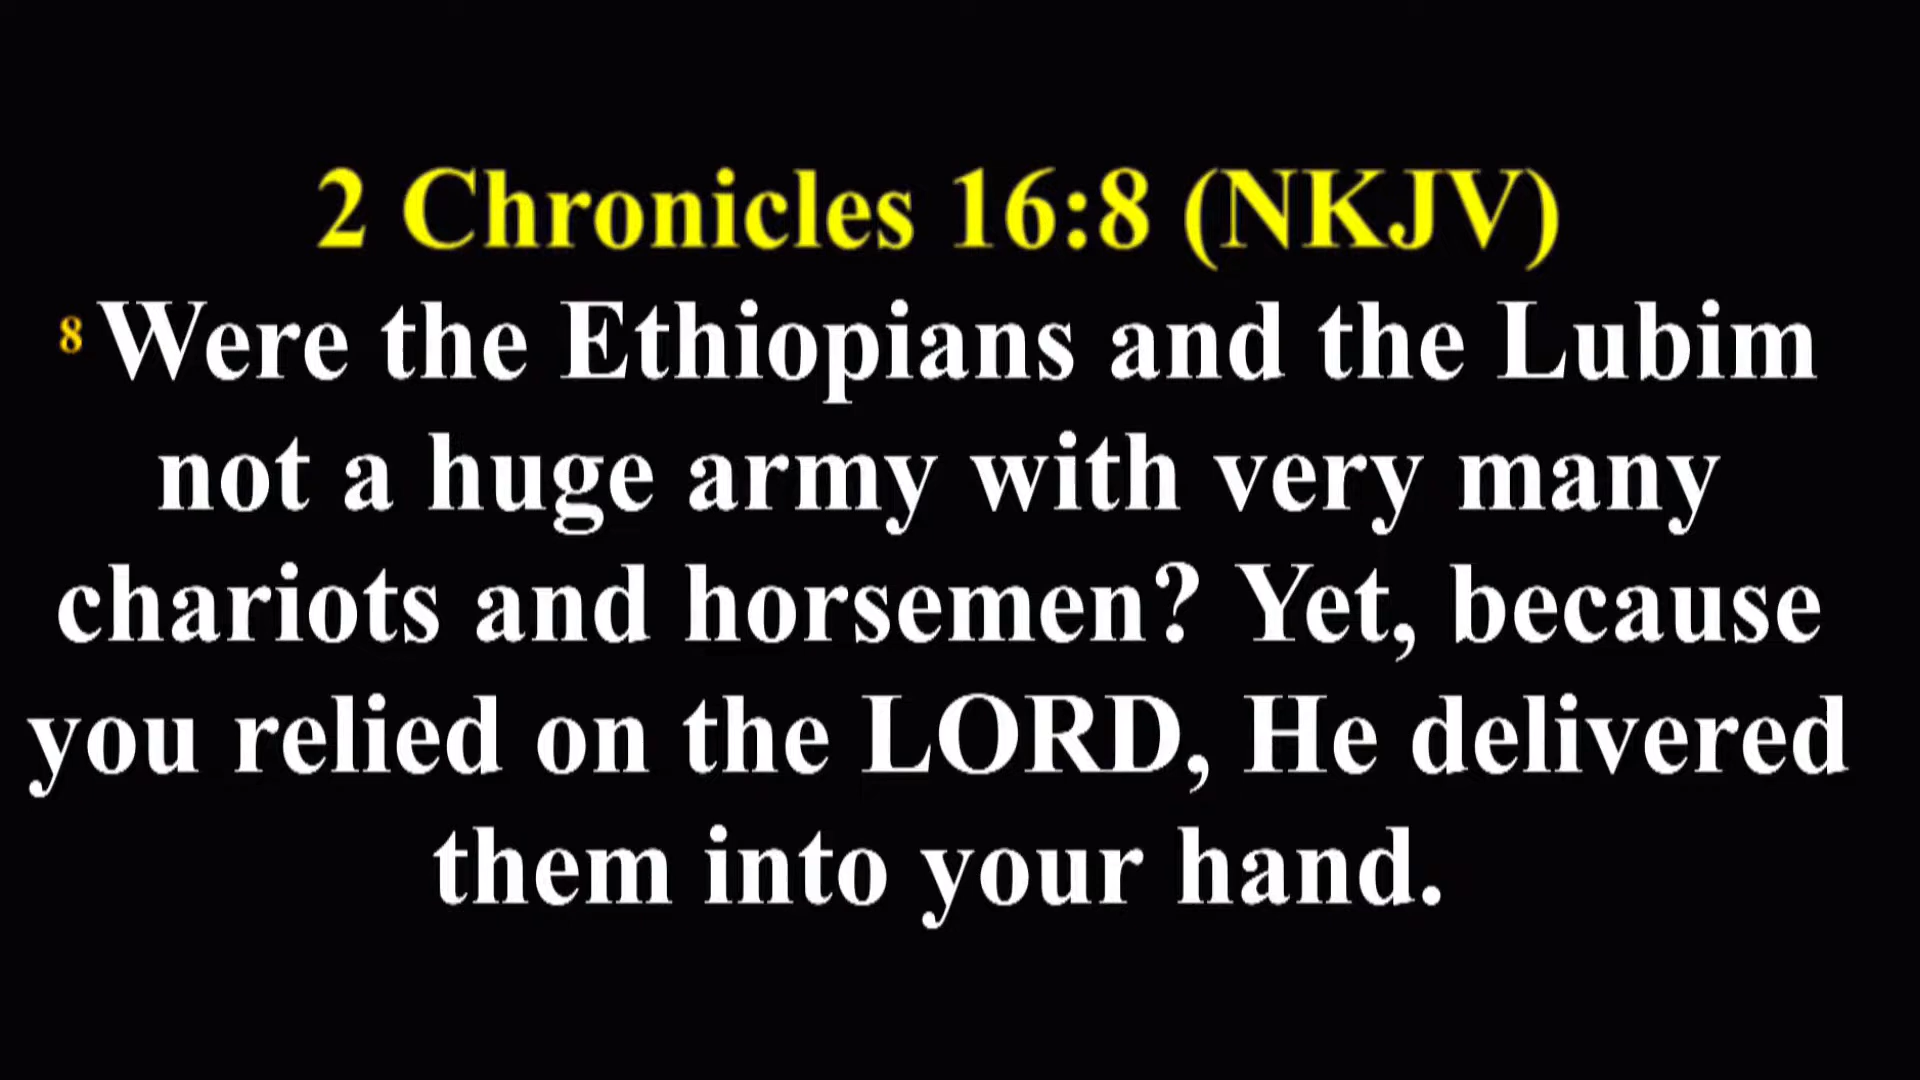 2 Chronicles 16:8 (NKJV)
8 Were the Ethiopians and the Lubim
not a huge army with very many
chariots and horsemen? Yet, because
you relied on the LORD, He delivered
them into your hand.